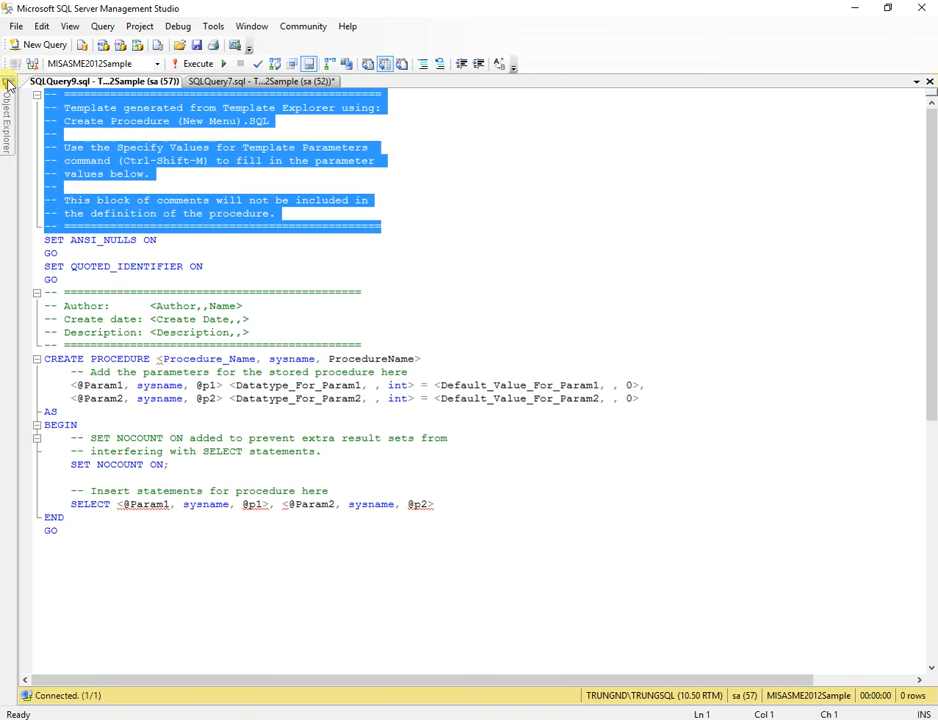 Microsoft SQL Server Management Studio
File Edit View Query Project Debug Tools Window Community Help
New Query
MISASME2012Sample Execute
SQLQuery9.sql - T...2Sample (sa (57)) SQLQuery7.sql - T...2Sample (sa (52))*
Object Explorer
-- ================================================
-- Template generated from Template Explorer using:
-- Create Procedure (New Menu).SQL
--
-- Use the Specify Values for Template Parameters
-- command (Ctrl-Shift-M) to fill in the parameter
-- values below.
--
-- This block of comments will not be included in
-- the definition of the procedure.
-- ================================================
SET ANSI_NULLS ON
GO
SET QUOTED_IDENTIFIER ON
GO
-- =============================================
-- Author: <Author,,Name>
-- Create date: <Create Date,,>
-- Description: <Description,,>
-- =============================================
CREATE PROCEDURE <Procedure_Name, sysname, ProcedureName>
-- Add the parameters for the stored procedure here
<@Param1, sysname, @p1> <Datatype_For_Param1, , int> = <Default_Value_For_Param1, , 0>,
<@Param2, sysname, @p2> <Datatype_For_Param2, , int> = <Default_Value_For_Param2, , 0>
AS
BEGIN
-- SET NOCOUNT ON added to prevent extra result sets from
-- interfering with SELECT statements.
SET NOCOUNT ON;
-- Insert statements for procedure here
SELECT <@Param1, sysname, @p1>, <@Param2, sysname, @p2>
END
GO
Connected. (1/1) TRUNGND\TRUNGSQL (10.50 RTM) sa (57) MISASME2012Sample 00:00:00 0 rows
Ready Ln 1 Col 1 Ch 1 INS